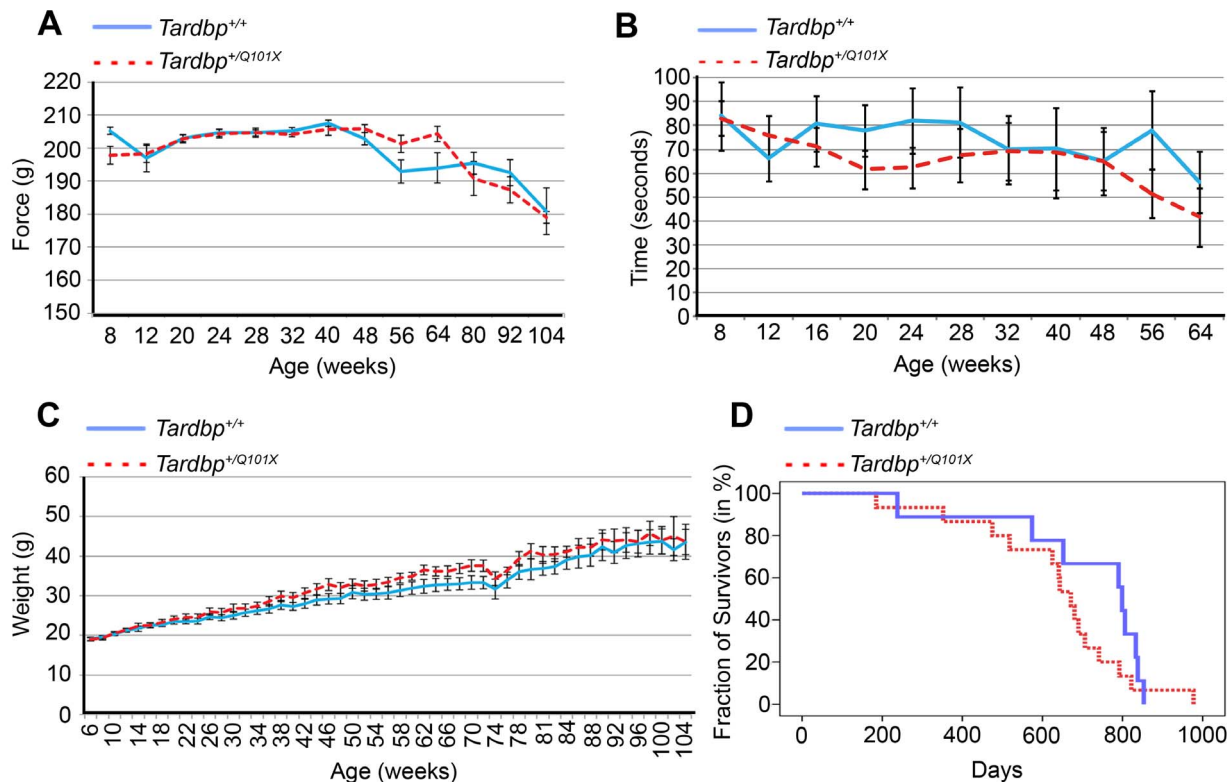 A
Tardbp+/+
Tardbp+/Q101X
Force (g)
220
210
200
190
180
170
160
150
8 12 20 24 28 32 40 48 56 64 80 92 104
Age (weeks)
B
Tardbp+/+
Tardbp+/Q101X
Time (seconds)
100
90
80
70
60
50
40
30
20
10
0
8 12 16 20 24 28 32 40 48 56 64
Age (weeks)
C
Tardbp+/+
Tardbp+/Q101X
Weight (g)
60
50
40
30
20
10
0
6 10 14 18 22 26 30 34 38 42 46 50 54 58 62 66 70 74 78 81 84 88 92 96 100 104
Age (weeks)
D
Tardbp+/+
Tardbp+/Q101X
Fraction of Survivors (in %)
100
80
60
40
20
0
0 200 400 600 800 1000
Days